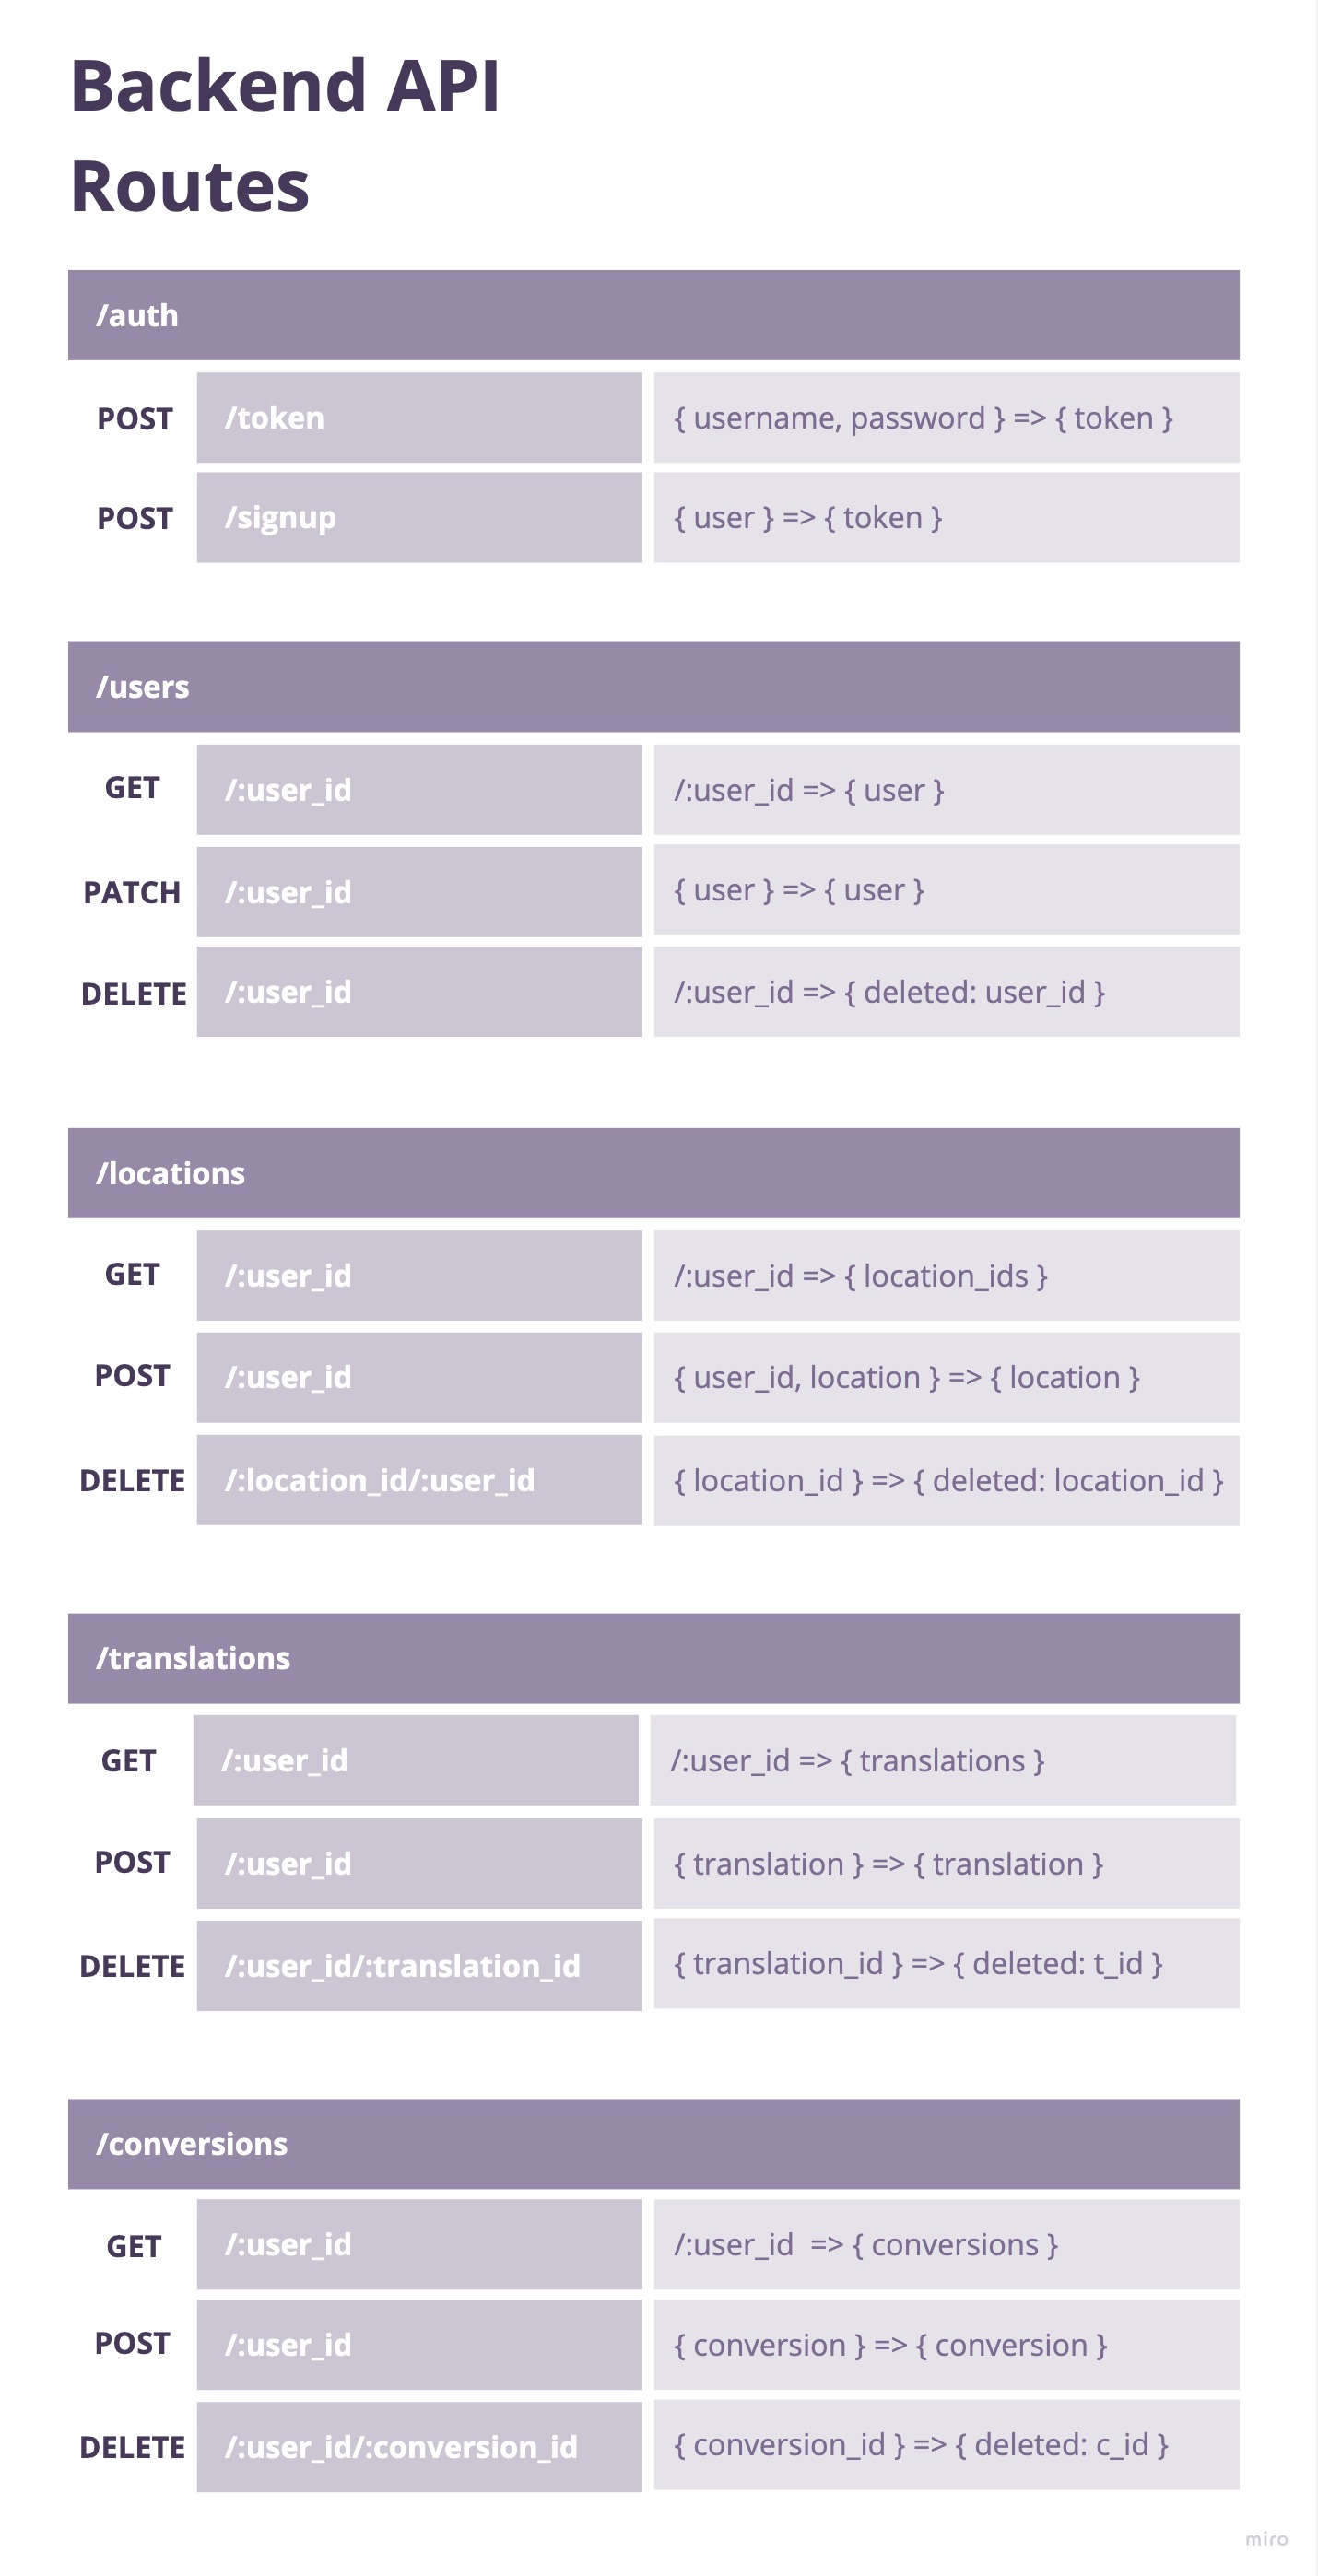 Backend API
Routes
/auth
POST /token { username, password } => { token }
POST /signup { user } => { token }
/users
GET /:user_id /:user_id => { user }
PATCH /:user_id { user } => { user }
DELETE /:user_id /:user_id => { deleted: user_id }
/locations
GET /:user_id /:user_id => { location_ids }
POST /:user_id { user_id, location } => { location }
DELETE /:location_id/:user_id { location_id } => { deleted: location_id }
/translations
GET /:user_id /:user_id => { translations }
POST /:user_id { translation } => { translation }
DELETE /:user_id/:translation_id { translation_id } => { deleted: t_id }
/conversions
GET /:user_id /:user_id => { conversions }
POST /:user_id { conversion } => { conversion }
DELETE /:user_id/:conversion_id { conversion_id } => { deleted: c_id }
miro